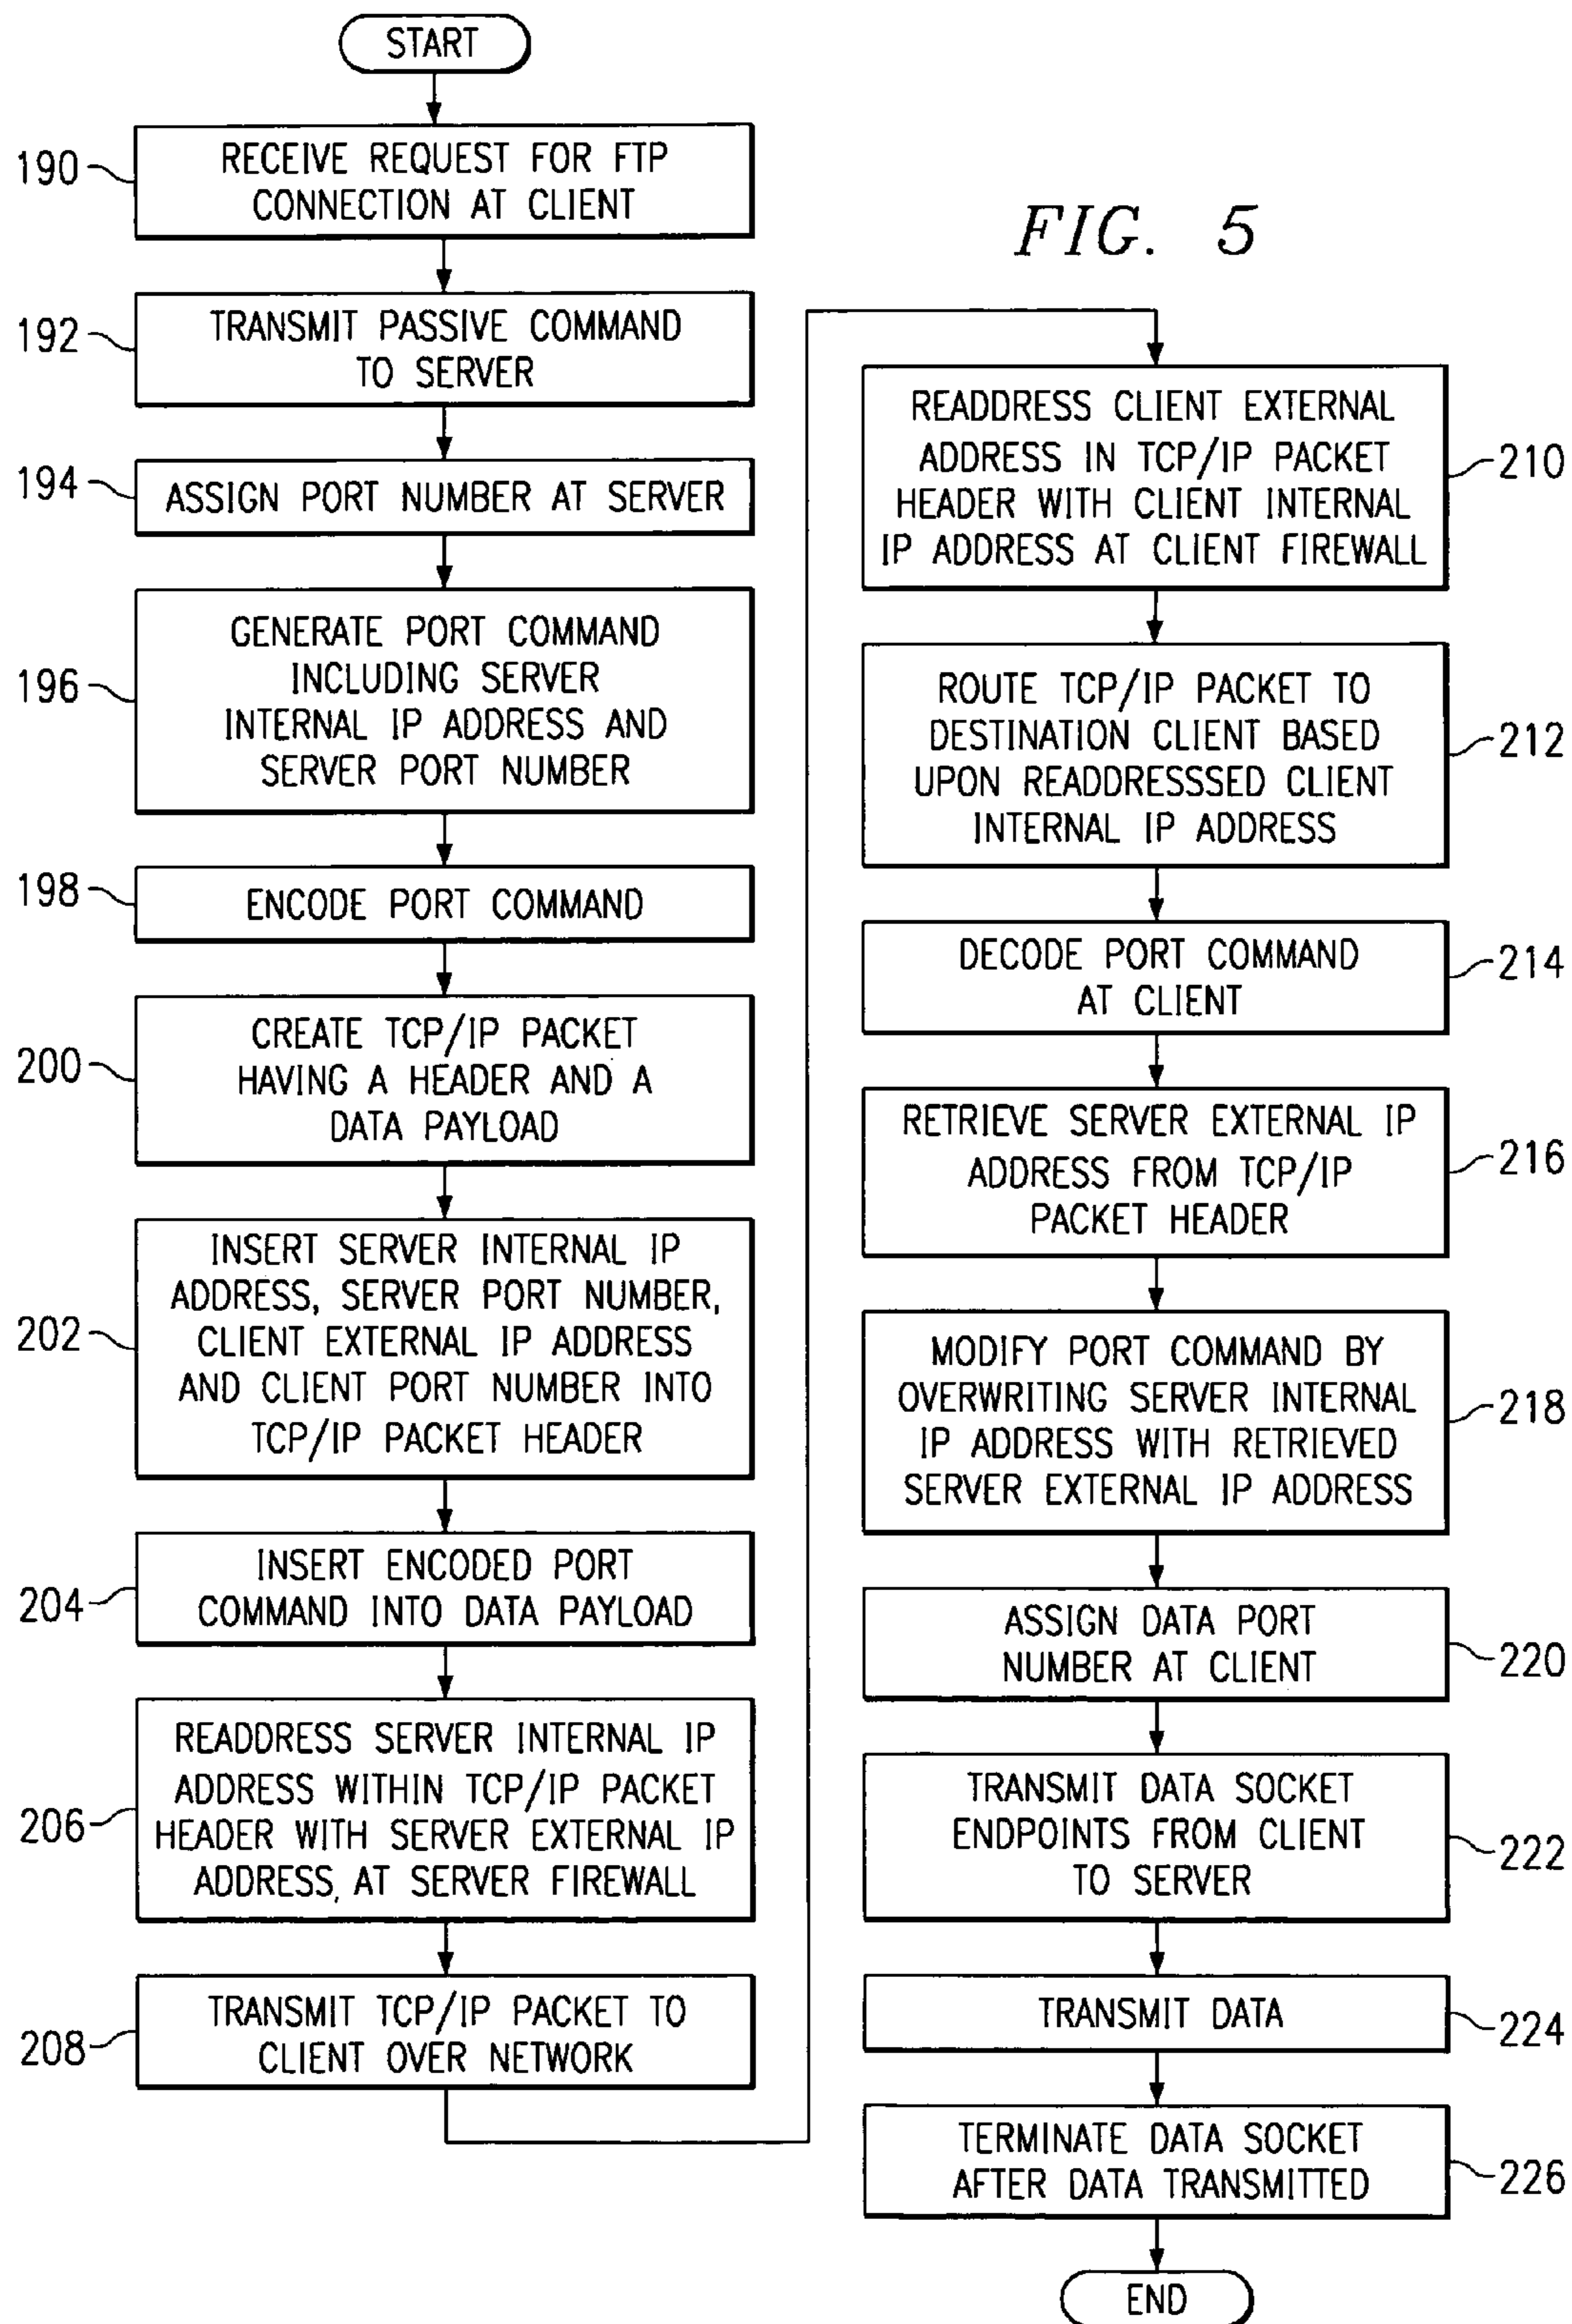 START
190
RECEIVE REQUEST FOR FTP
CONNECTION AT CLIENT
192
TRANSMIT PASSIVE COMMAND
TO SERVER
194
ASSIGN PORT NUMBER AT SERVER
196
GENERATE PORT COMMAND
INCLUDING SERVER
INTERNAL IP ADDRESS AND
SERVER PORT NUMBER
198
ENCODE PORT COMMAND
200
CREATE TCP/IP PACKET
HAVING A HEADER AND A
DATA PAYLOAD
202
INSERT SERVER INTERNAL IP
ADDRESS, SERVER PORT NUMBER,
CLIENT EXTERNAL IP ADDRESS
AND CLIENT PORT NUMBER INTO
TCP/IP PACKET HEADER
204
INSERT ENCODED PORT
COMMAND INTO DATA PAYLOAD
206
READDRESS SERVER INTERNAL IP
ADDRESS WITHIN TCP/IP PACKET
HEADER WITH SERVER EXTERNAL IP
ADDRESS, AT SERVER FIREWALL
208
TRANSMIT TCP/IP PACKET TO
CLIENT OVER NETWORK
FIG. 5
READDRESS CLIENT EXTERNAL
ADDRESS IN TCP/IP PACKET
HEADER WITH CLIENT INTERNAL
IP ADDRESS AT CLIENT FIREWALL
210
ROUTE TCP/IP PACKET TO
DESTINATION CLIENT BASED
UPON READDRESSSED CLIENT
INTERNAL IP ADDRESS
212
DECODE PORT COMMAND
AT CLIENT
214
RETRIEVE SERVER EXTERNAL IP
ADDRESS FROM TCP/IP
PACKET HEADER
216
MODIFY PORT COMMAND BY
OVERWRITING SERVER INTERNAL
IP ADDRESS WITH RETRIEVED
SERVER EXTERNAL IP ADDRESS
218
ASSIGN DATA PORT
NUMBER AT CLIENT
220
TRANSMIT DATA SOCKET
ENDPOINTS FROM CLIENT
TO SERVER
222
TRANSMIT DATA
224
TERMINATE DATA SOCKET
AFTER DATA TRANSMITTED
226
END